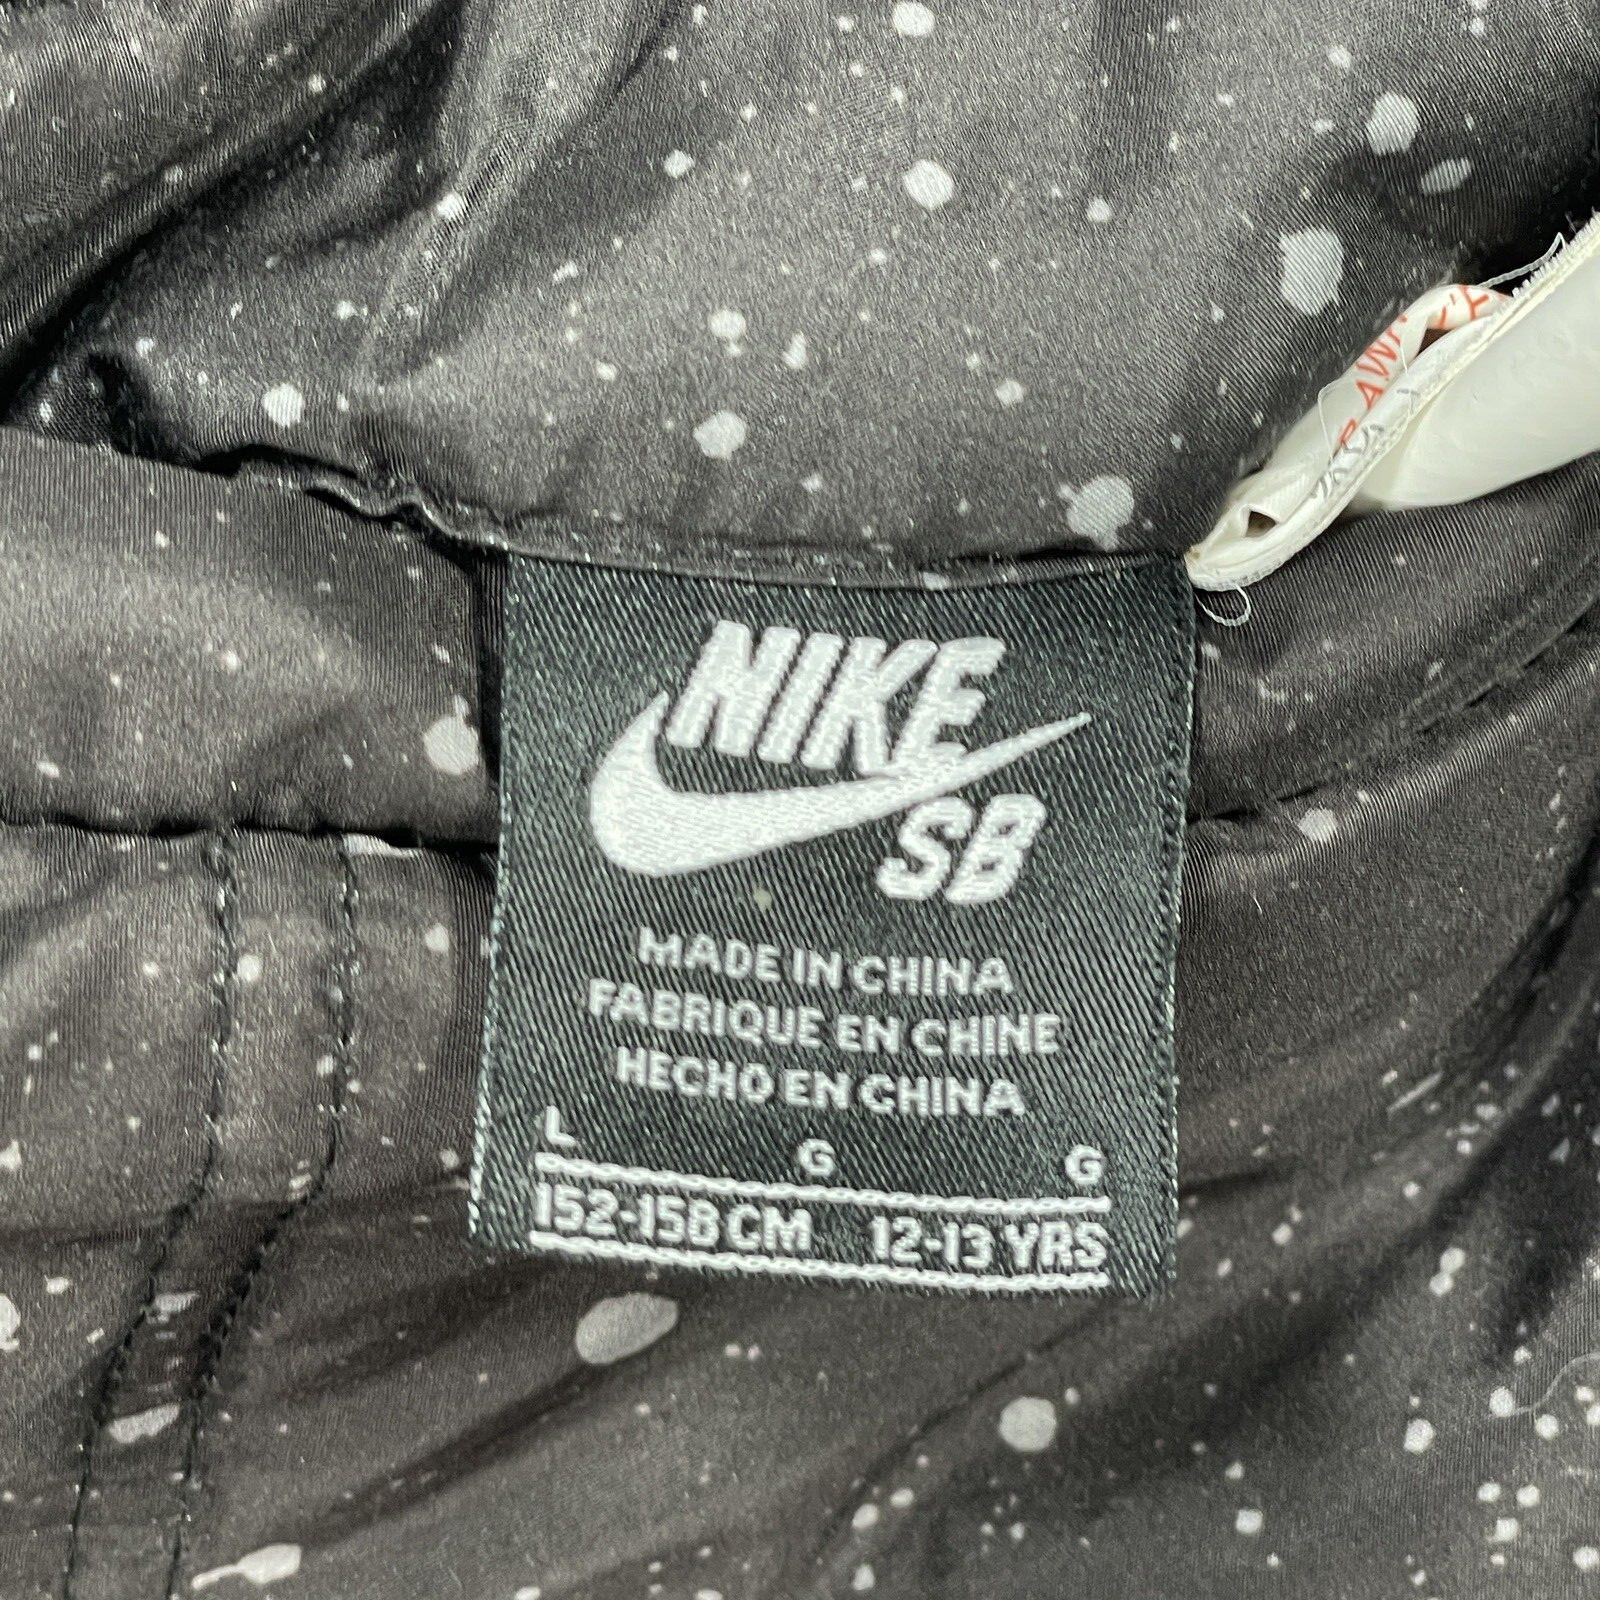 NIKE
SB
MADE IN CHINA
FABRIQUE EN CHINE
HECHO EN CHINA
L G G
152-158 CM 12-13 YRS